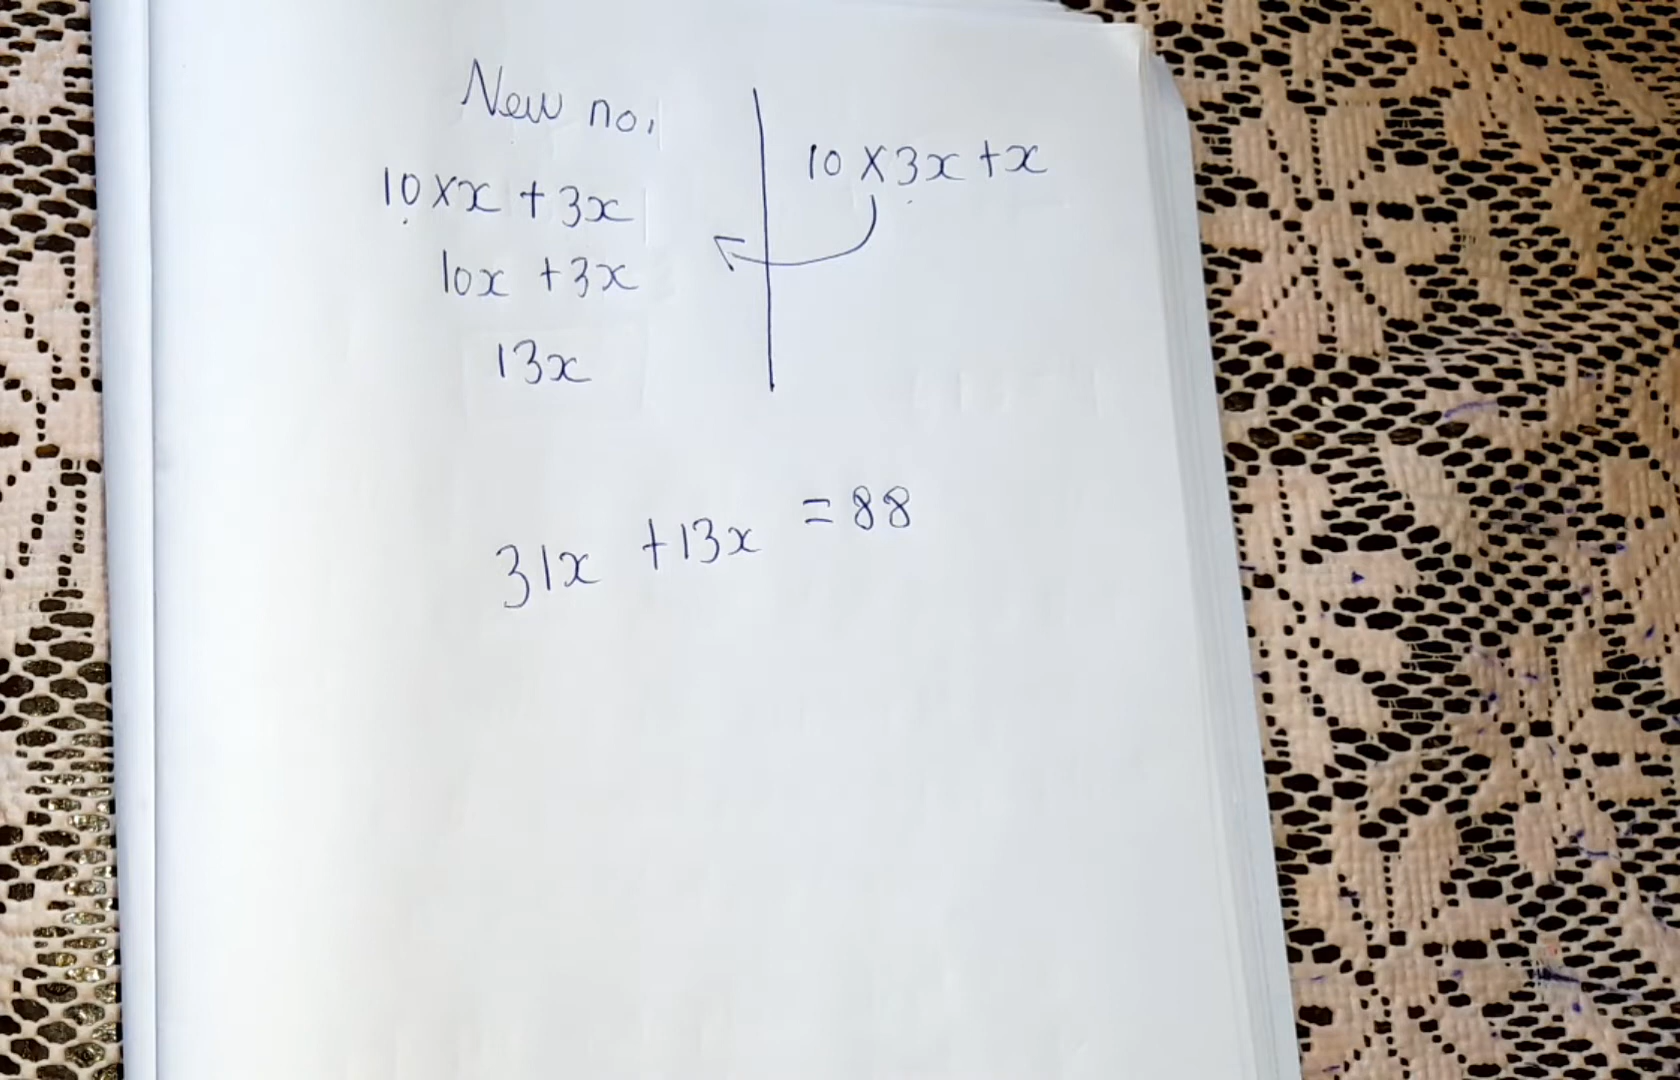 New no.
10×x + 3x
10x + 3x
13x
10 × 3x + x
31x + 13x = 88